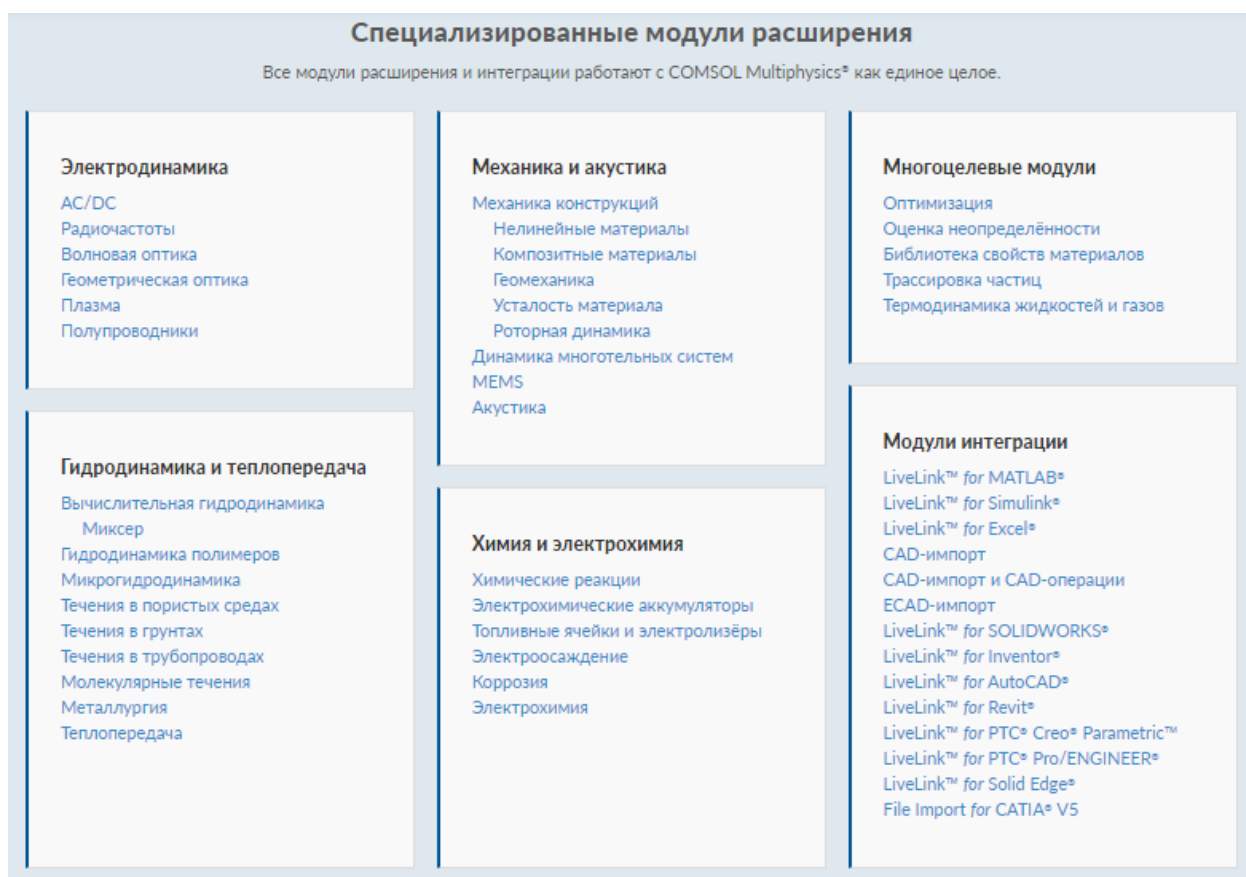 Специализированные модули расширения
Все модули расширения и интеграции работают с COMSOL Multiphysics® как единое целое.
Электродинамика
AC/DC
Радиочастоты
Волновая оптика
Геометрическая оптика
Плазма
Полупроводники
Гидродинамика и теплопередача
Вычислительная гидродинамика
Миксер
Гидродинамика полимеров
Микрогидродинамика
Течения в пористых средах
Течения в грунтах
Течения в трубопроводах
Молекулярные течения
Металлургия
Теплопередача
Механика и акустика
Механика конструкций
Нелинейные материалы
Композитные материалы
Геомеханика
Усталость материала
Роторная динамика
Динамика многотельных систем
MEMS
Акустика
Химия и электрохимия
Химические реакции
Электрохимические аккумуляторы
Топливные ячейки и электролизёры
Электроосаждение
Коррозия
Электрохимия
Многоцелевые модули
Оптимизация
Оценка неопределённости
Библиотека свойств материалов
Трассировка частиц
Термодинамика жидкостей и газов
Модули интеграции
LiveLink™ for MATLAB®
LiveLink™ for Simulink®
LiveLink™ for Excel®
CAD-импорт
CAD-импорт и CAD-операции
ECAD-импорт
LiveLink™ for SOLIDWORKS®
LiveLink™ for Inventor®
LiveLink™ for AutoCAD®
LiveLink™ for Revit®
LiveLink™ for PTC® Creo® Parametric™
LiveLink™ for PTC® Pro/ENGINEER®
LiveLink™ for Solid Edge®
File Import for CATIA® V5